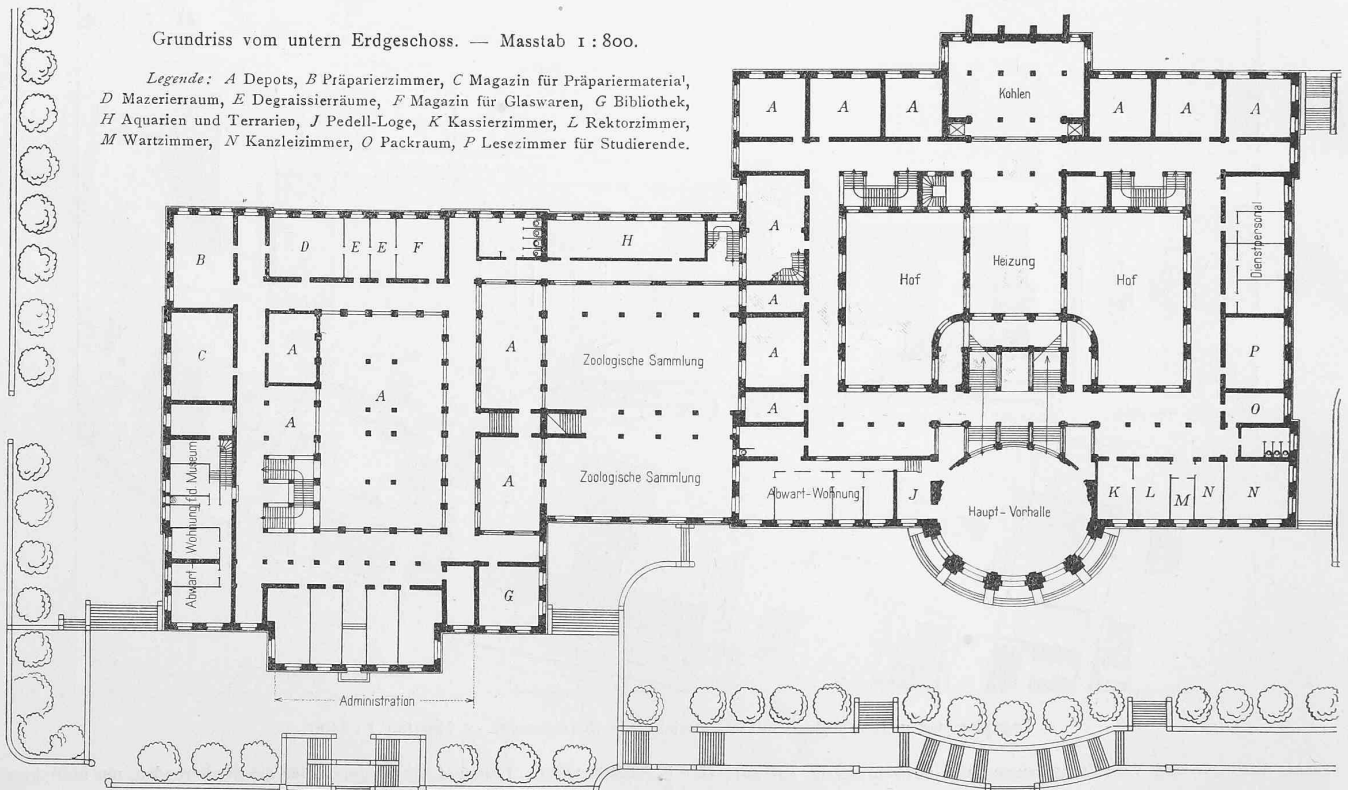 Grundriss vom untern Erdgeschoss. — Masstab 1 : 800.
Legende: A Depots, B Präparierzimmer, C Magazin für Präpariermaterial,
D Mazerierraum, E Degraissierräume, F Magazin für Glaswaren, G Bibliothek,
H Aquarien und Terrarien, J Pedell-Loge, K Kassierzimmer, L Rektorzimmer,
M Wartzimmer, N Kanzleizimmer, O Packraum, P Lesezimmer für Studierende.
Kohlen
A A A A A A
B D E E F H A
Hof Heizung Hof
Dienstpersonal
A
C A A A
Zoologische Sammlung
A P
A A O
Zoologische Sammlung
A
Abwart-Wohnung J
Haupt-Vorhalle
K L M N N
Abwart-Wohnung f.d. Museum
G
Administration